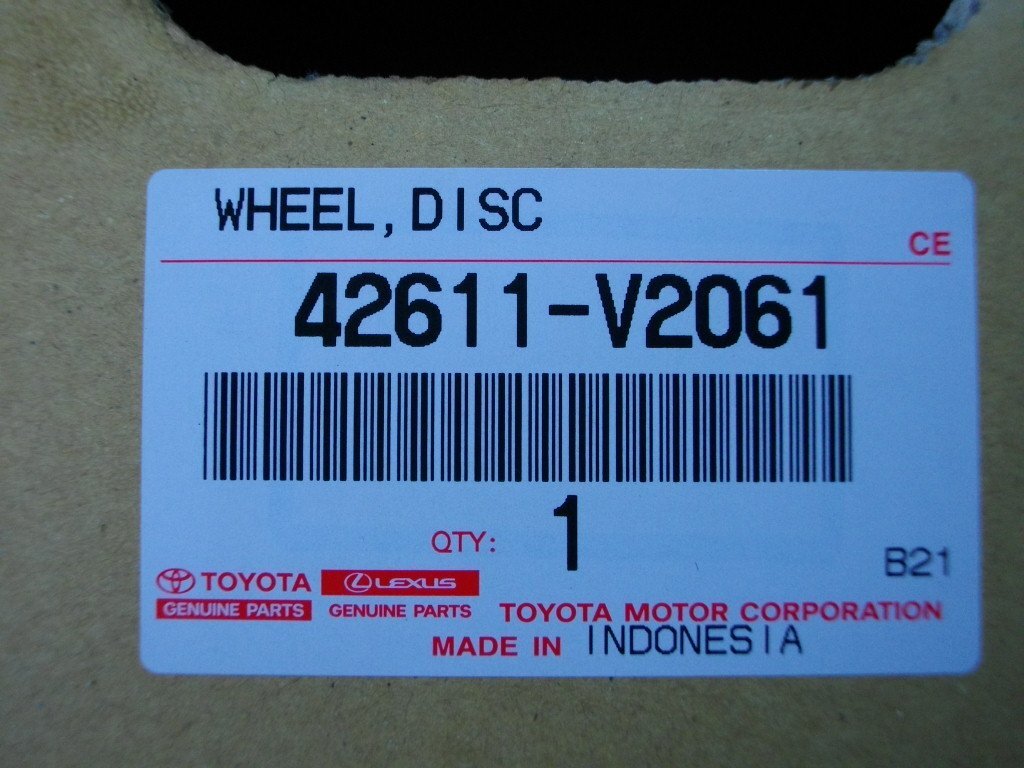 WHEEL, DISC
CE
42611-V2061
QTY: 1
B21
TOYOTA LEXUS
GENUINE PARTS GENUINE PARTS TOYOTA MOTOR CORPORATION
MADE IN INDONESIA